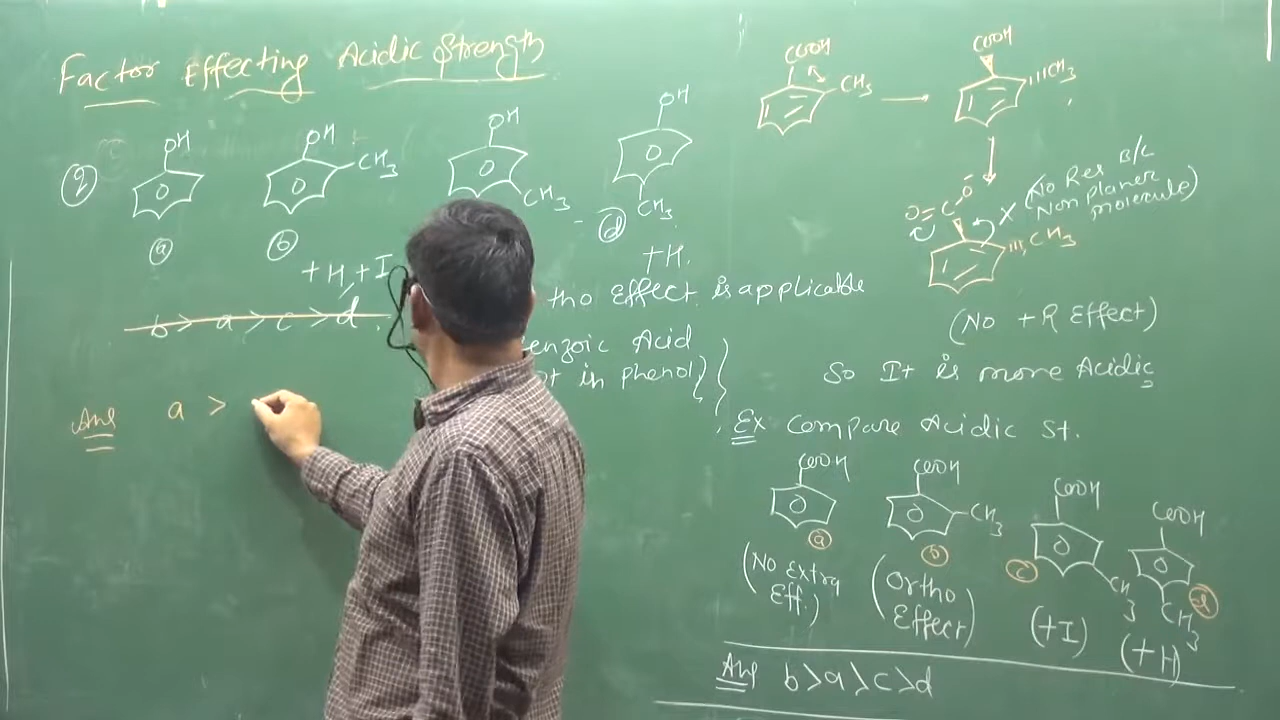 Factor Effecting Acidic Strength
Q
OH
OH
CH3
OH
CH3
OH
CH3
a
b
d
+H, +I
+H.
b > a > c > d
tho Effect is applicable
enzoic Acid
t in phenol
Ans a >
COOH
CH3
COOH
CH3
O=C
O-
CH3
(No Res B/C
Non planer
molecule)
(No +R Effect)
So It is more Acidic
Ex Compare Acidic St.
COOH
COOH
CH3
COOH
CH3
COOH
CH3
a
b
c
d
(No Extra
Eff.)
(Ortho
Effect)
(+I)
(+H)
Ans b>a>c>d